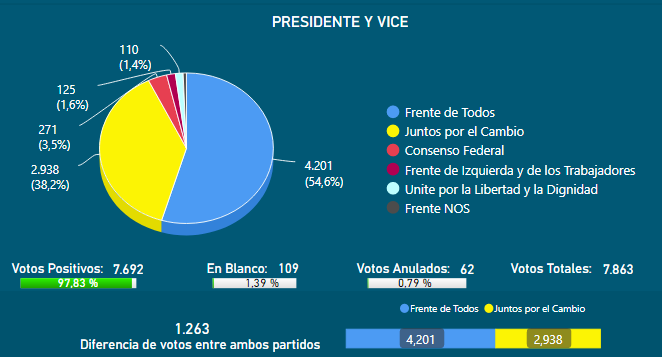 PRESIDENTE Y VICE
110
(1,4%)
125
(1,6%)
271
(3,5%)
2.938
(38,2%)
4.201
(54,6%)
Frente de Todos
Juntos por el Cambio
Consenso Federal
Frente de Izquierda y de los Trabajadores
Unite por la Libertad y la Dignidad
Frente NOS
Votos Positivos: 7.692
97,83 %
En Blanco: 109
1,39 %
Votos Anulados: 62
0,79 %
Votos Totales: 7.863
Frente de Todos Juntos por el Cambio
1.263
Diferencia de votos entre ambos partidos
4,201 2,938